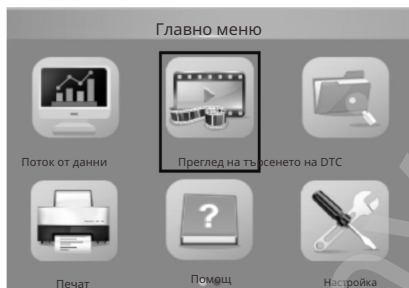 Главно меню
Поток от данни
Преглед на търсенето на DTC
Печат
Помощ
Настройка